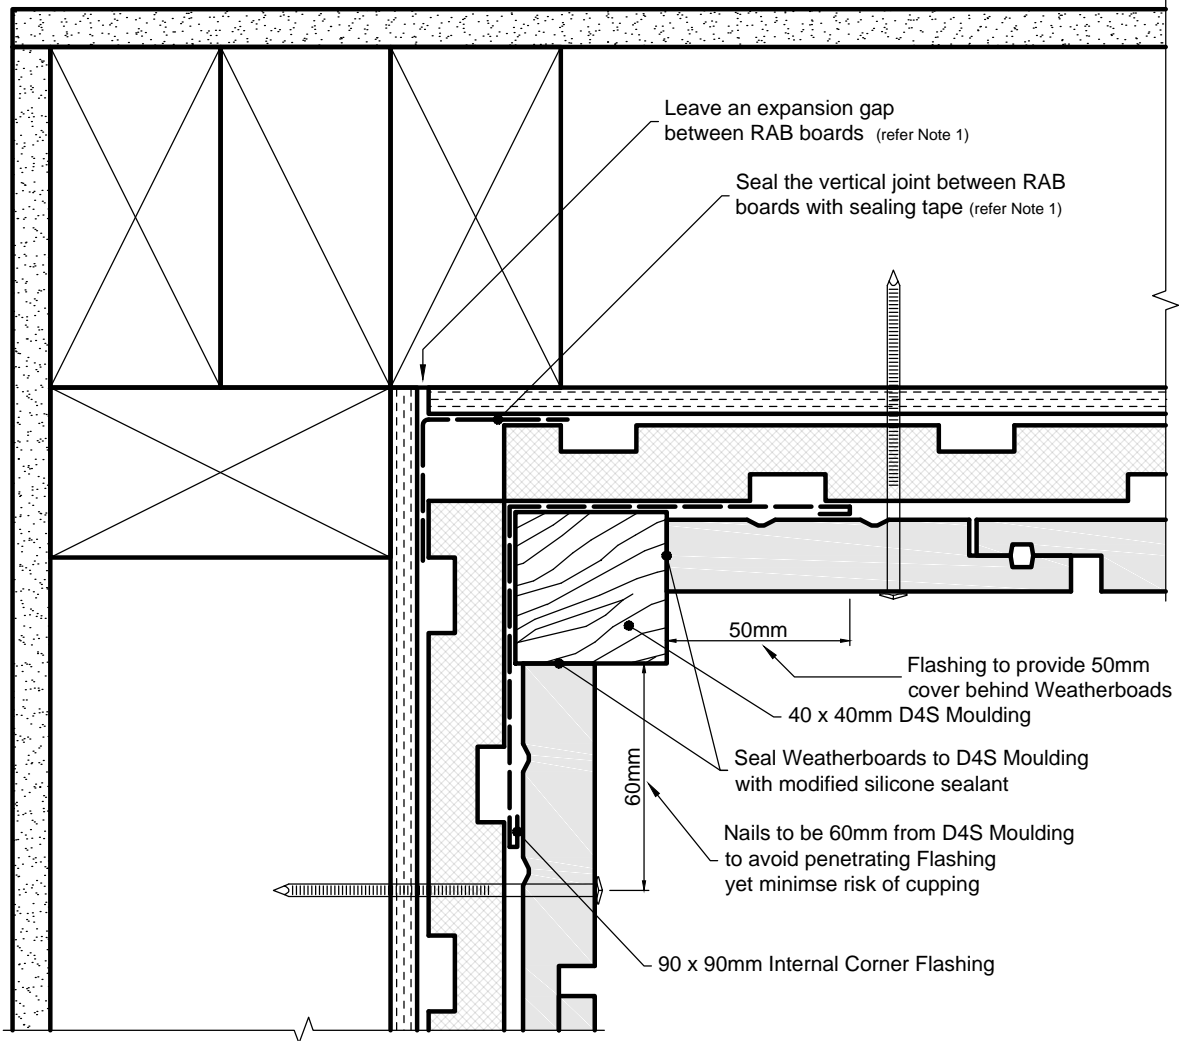 Leave an expansion gap
between RAB boards (refer Note 1)
Seal the vertical joint between RAB
boards with sealing tape (refer Note 1)
50mm
Flashing to provide 50mm
cover behind Weatherboads
40 x 40mm D4S Moulding
Seal Weatherboards to D4S Moulding
with modified silicone sealant
60mm
Nails to be 60mm from D4S Moulding
to avoid penetrating Flashing
yet minimse risk of cupping
90 x 90mm Internal Corner Flashing